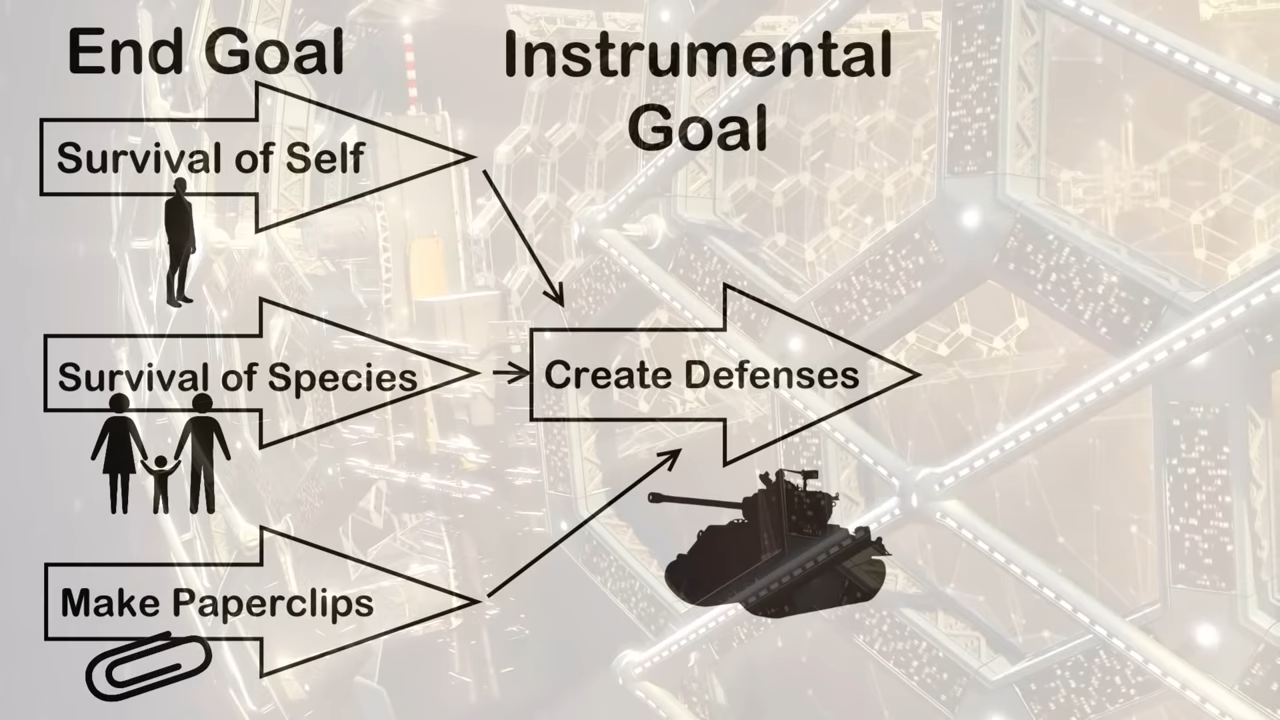 End Goal
Instrumental
Goal
Survival of Self
Survival of Species
Create Defenses
Make Paperclips